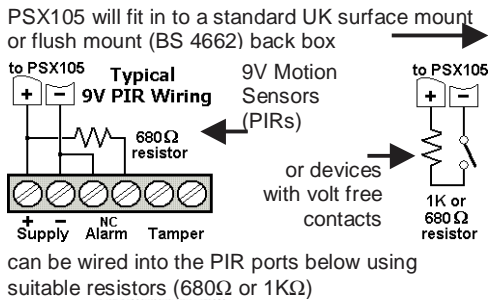 PSX105 will fit in to a standard UK surface mount
or flush mount (BS 4662) back box
to PSX105
+ −
Typical
9V PIR Wiring
680Ω
resistor
+ − NC
Supply Alarm Tamper
9V Motion
Sensors
(PIRs)
or devices
with volt free
contacts
to PSX105
+ −
1K or
680Ω
resistor
can be wired into the PIR ports below using
suitable resistors (680Ω or 1KΩ)